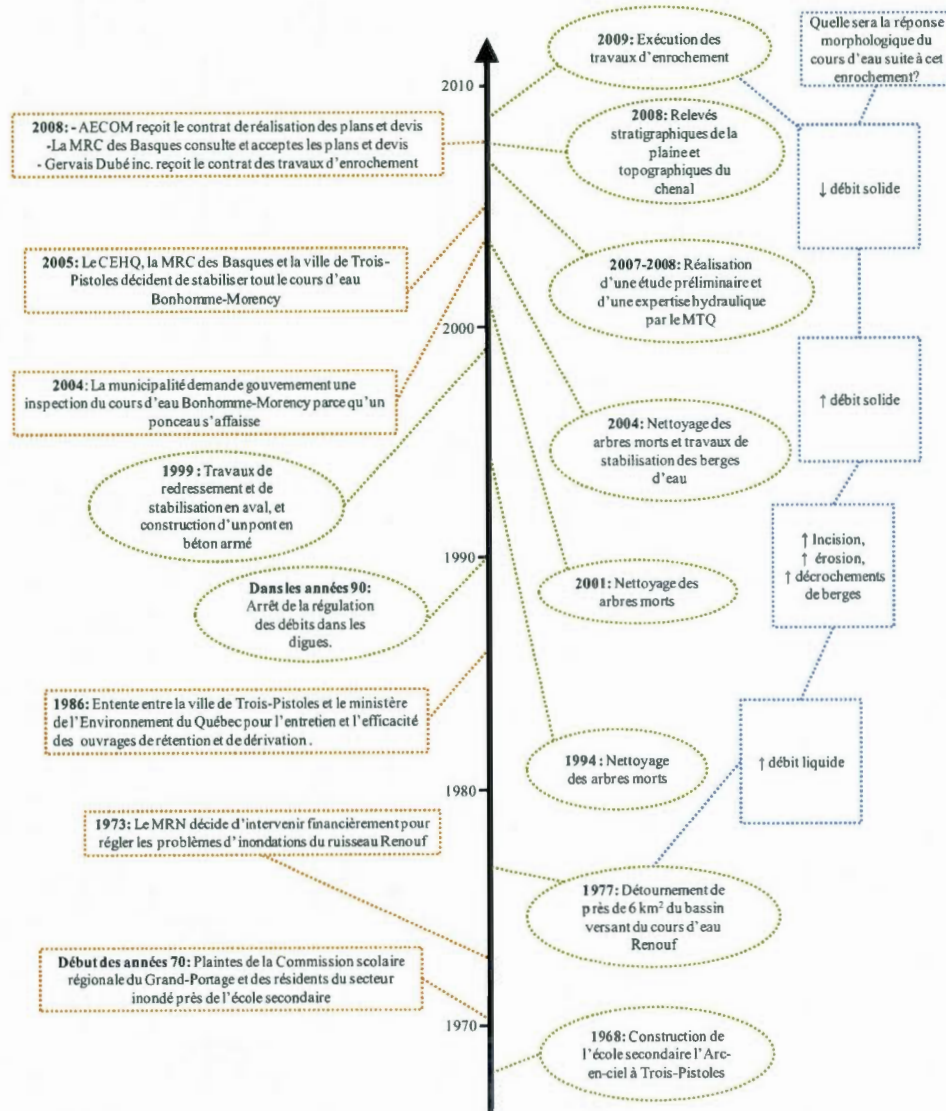 Quelle sera la réponse
morphologique du
cours d'eau suite à cet
enrochement?
2009: Exécution des
travaux d'enrochement
2010
2008: - AECOM reçoit le contrat de réalisation des plans et devis
-La MRC des Basques consulte et acceptes les plans et devis
- Gervais Dubé inc. reçoit le contrat des travaux d'enrochement
2008: Relevés
stratigraphiques de la
plaine et
topographiques du
chenal
↓ débit solide
2005: Le CEHQ, la MRC des Basques et la ville de Trois-
Pistoles décident de stabiliser tout le cours d'eau
Bonhomme-Morency
2007-2008: Réalisation
d'une étude préliminaire et
d'une expertise hydraulique
par le MTQ
2000
2004: La municipalité demande gouvernement une
inspection du cours d'eau Bonhomme-Morency parce qu'un
ponceau s'affaisse
↑ débit solide
2004: Nettoyage des
arbres morts et travaux de
stabilisation des berges
d'eau
1999: Travaux de
redressement et de
stabilisation en aval, et
construction d'un pont en
béton armé
↑ Incision,
↑ érosion,
↑ décrochements
de berges
1990
2001: Nettoyage des
arbres morts
Dans les années 90:
Arrêt de la régulation
des débits dans les
digues.
1986: Entente entre la ville de Trois-Pistoles et le ministère
de l'Environnement du Québec pour l'entretien et l'efficacité
des ouvrages de rétention et de dérivation.
1994: Nettoyage
des arbres morts
↑ débit liquide
1980
1973: Le MRN décide d'intervenir financièrement pour
régler les problèmes d'inondations du ruisseau Renouf
1977: Détournement de
près de 6 km² du bassin
versant du cours d'eau
Renouf
Début des années 70: Plaintes de la Commission scolaire
régionale du Grand-Portage et des résidents du secteur
inondé près de l'école secondaire
1970
1968: Construction de
l'école secondaire l'Arc-
en-ciel à Trois-Pistoles